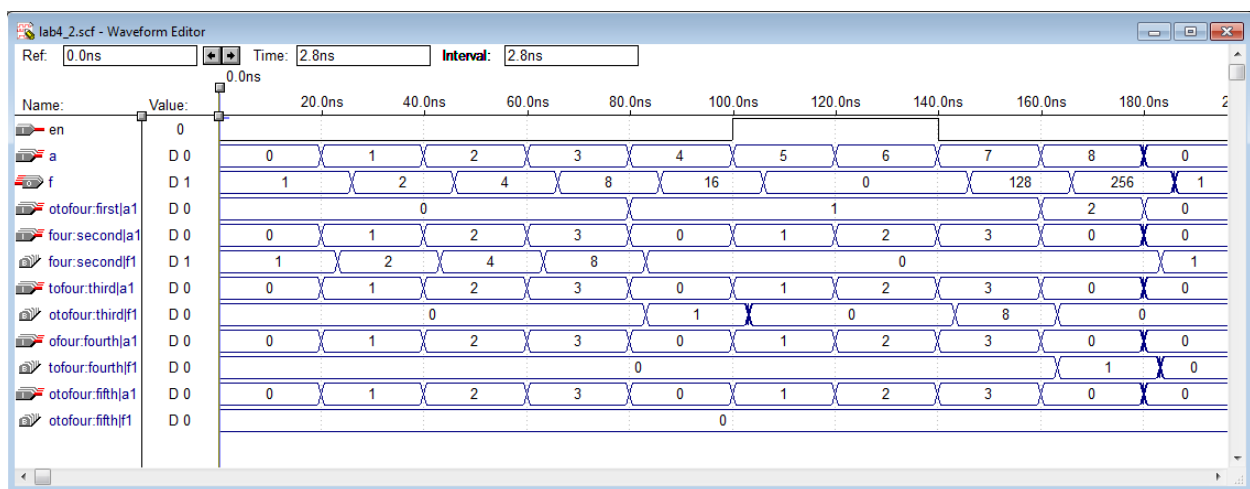 lab4_2.scf - Waveform Editor
Ref: 0.0ns Time: 2.8ns Interval: 2.8ns
0.0ns
Name: Value: 20.0ns 40.0ns 60.0ns 80.0ns 100.0ns 120.0ns 140.0ns 160.0ns 180.0ns 2
en 0
a D 0 0 1 2 3 4 5 6 7 8 0
f D 1 1 2 4 8 16 0 128 256 1
otofour:first|a1 D 0 0 1 2 0
four:second|a1 D 0 0 1 2 3 0 1 2 3 0 0
four:second|f1 D 1 1 2 4 8 0 1
tofour:third|a1 D 0 0 1 2 3 0 1 2 3 0 0
otofour:third|f1 D 0 0 1 0 8 0
ofour:fourth|a1 D 0 0 1 2 3 0 1 2 3 0 0
tofour:fourth|f1 D 0 0 1 0
otofour:fifth|a1 D 0 0 1 2 3 0 1 2 3 0 0
otofour:fifth|f1 D 0 0